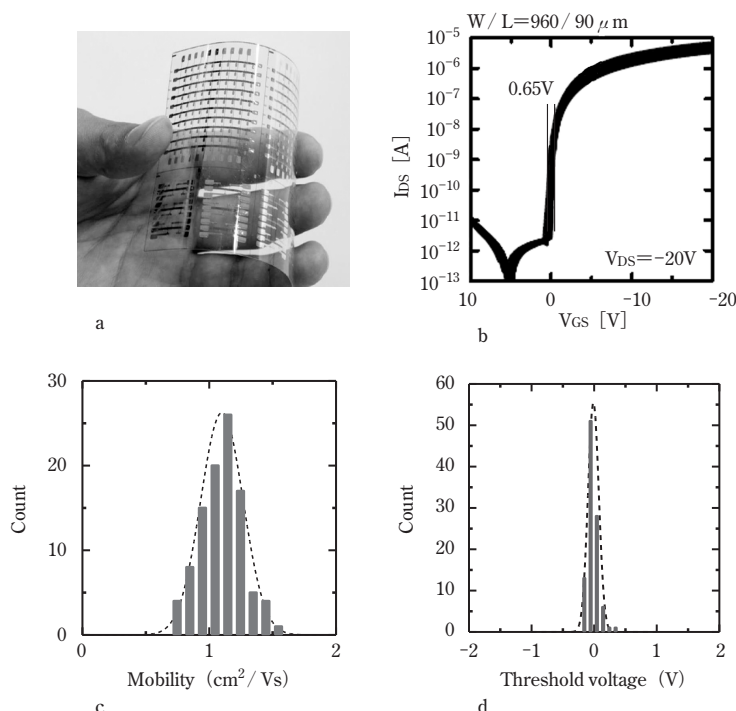 W/L=960/90μm
10⁻⁵
10⁻⁶
10⁻⁷
10⁻⁸
10⁻⁹
10⁻¹⁰
10⁻¹¹
10⁻¹²
10⁻¹³
IDS [A]
0.65V
VDS=-20V
10 0 -10 -20
VGS [V]
a
b
30
20
10
0
Count
0 1 2
Mobility (cm²/Vs)
c
60
50
40
30
20
10
0
Count
-2 -1 0 1 2
Threshold voltage (V)
d